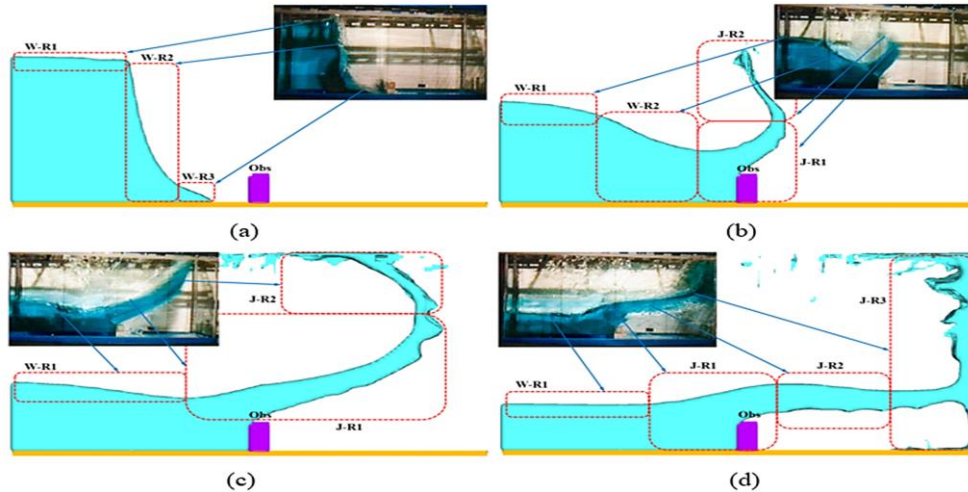 W-R1
W-R2
W-R3
Obs
(a)
J-R2
W-R1
W-R2
J-R1
Obs
(b)
J-R2
W-R1
Obs
J-R1
(c)
J-R3
J-R1
J-R2
W-R1
Obs
(d)